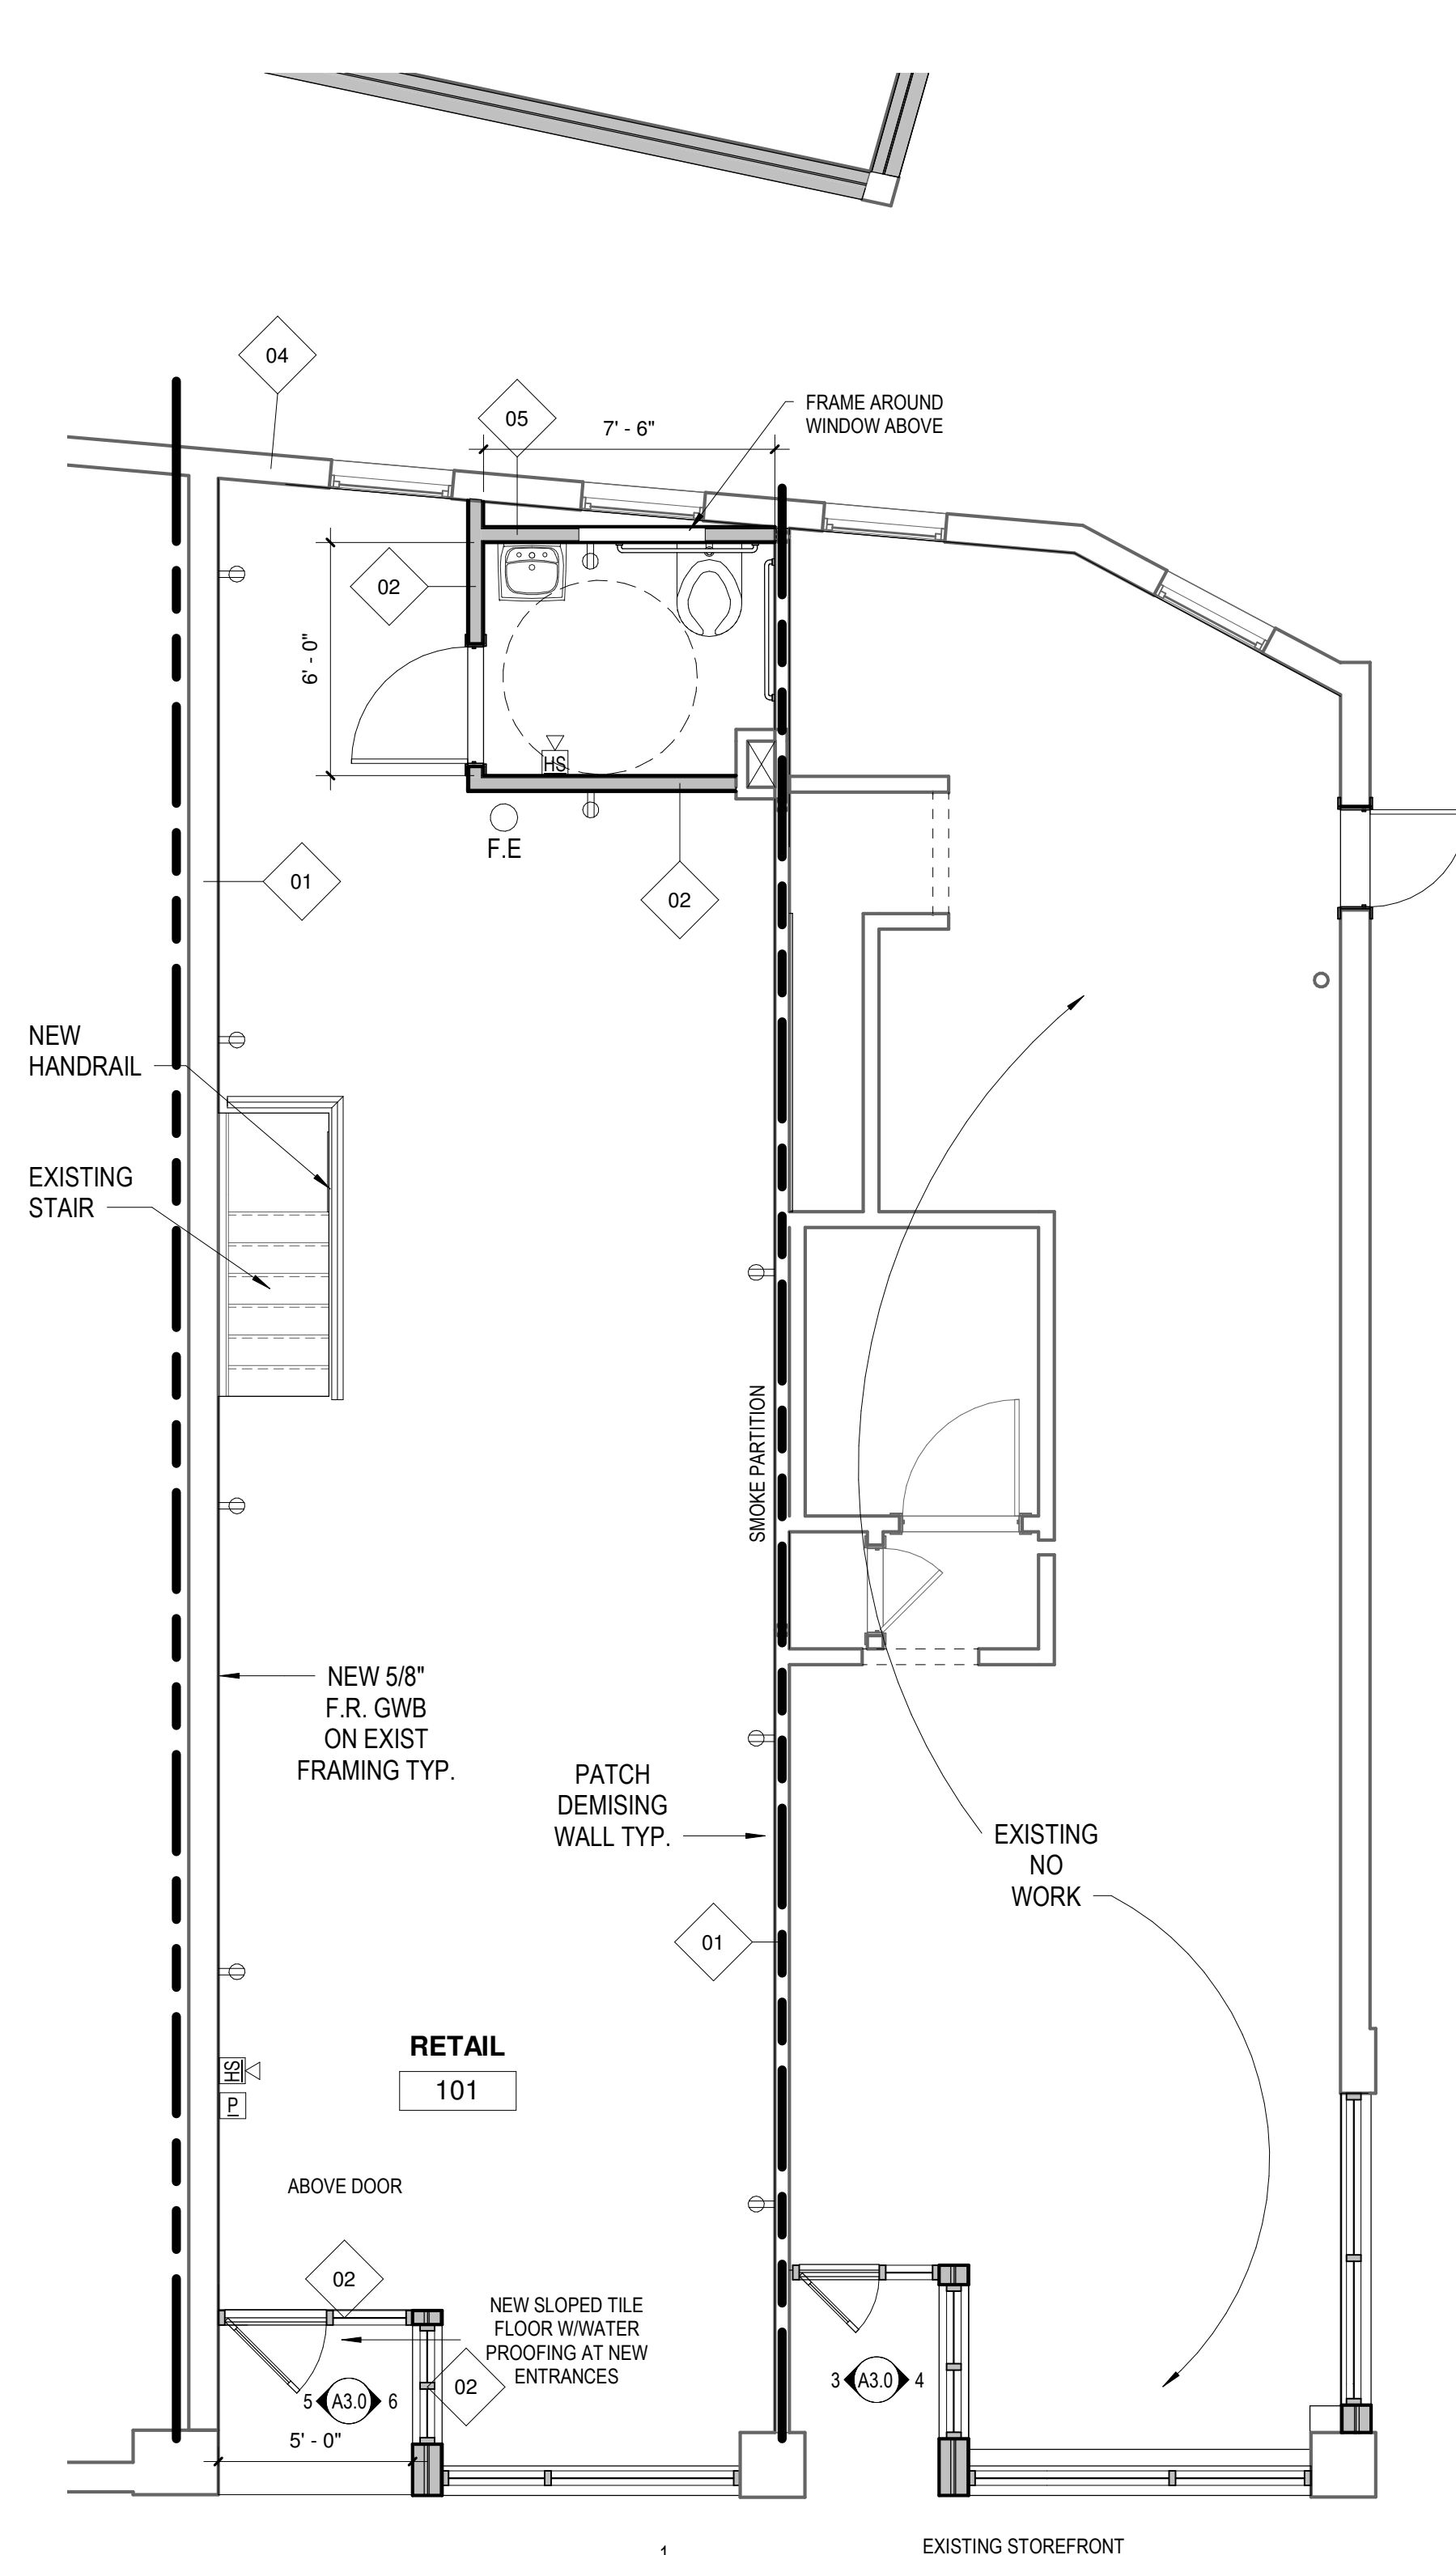 04
05
7' - 6"
FRAME AROUND
WINDOW ABOVE
02
6' - 0"
HS
F.E
01
02
NEW
HANDRAIL
EXISTING
STAIR
SMOKE PARTITION
NEW 5/8"
F.R. GWB
ON EXIST
FRAMING TYP.
PATCH
DEMISING
WALL TYP.
EXISTING
NO
WORK
01
RETAIL
101
HS
P
ABOVE DOOR
02
NEW SLOPED TILE
FLOOR W/WATER
PROOFING AT NEW
ENTRANCES
02
5 A3.0 6
3 A3.0 4
5' - 0"
EXISTING STOREFRONT
1